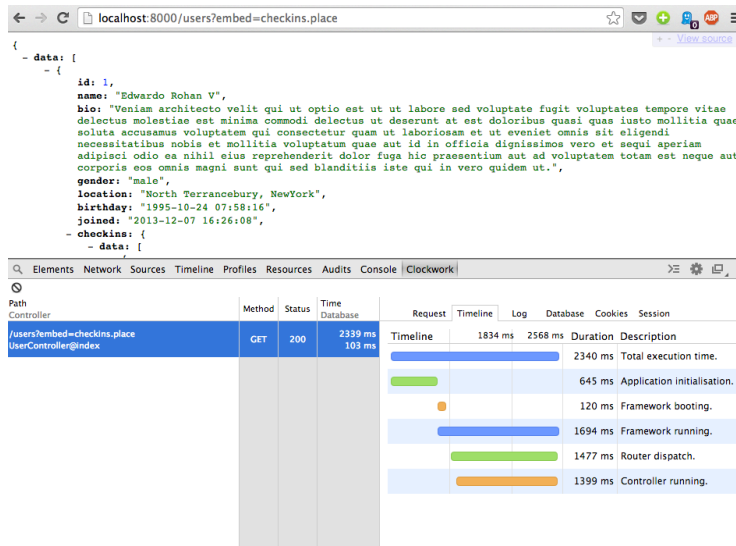 localhost:8000/users?embed=checkins.place
0
ABP
+ - View source
{
- data: [
- {
id: 1,
name: "Edwardo Rohan V",
bio: "Veniam architecto velit qui ut optio est ut ut labore sed voluptate fugit voluptates tempore vitae
delectus molestiae est minima commodi delectus ut deserunt at est doloribus quasi quas iusto mollitia quae
soluta accusamus voluptatem qui consectetur quam ut laboriosam et ut eveniet omnis sit eligendi
necessitatibus nobis et mollitia voluptatum quae aut id in officia dignissimos vero et sequi aperiam
adipisci odio ea nihil eius reprehenderit dolor fuga hic praesentium aut ad voluptatem totam est neque aut
corporis eos omnis magni sunt qui sed blanditiis iste qui in vero quidem ut.",
gender: "male",
location: "North Terrancebury, NewYork",
birthday: "1995-10-24 07:58:16",
joined: "2013-12-07 16:26:08",
- checkins: {
- data: [
Elements Network Sources Timeline Profiles Resources Audits Console Clockwork
Path Method Status Time
Controller Database
Request Timeline Log Database Cookies Session
/users?embed=checkins.place GET 200 2339 ms
UserController@index 103 ms
Timeline 1834 ms 2568 ms Duration Description
2340 ms Total execution time.
645 ms Application initialisation.
120 ms Framework booting.
1694 ms Framework running.
1477 ms Router dispatch.
1399 ms Controller running.